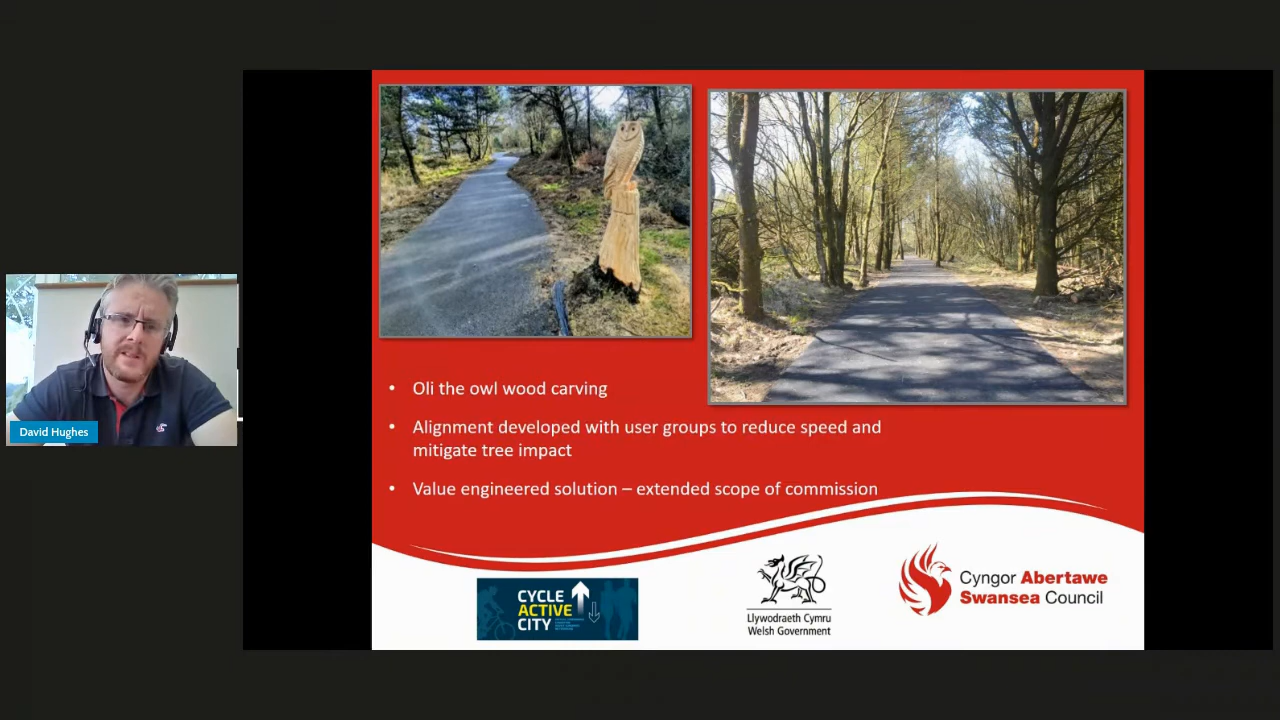 David Hughes
• Oli the owl wood carving
• Alignment developed with user groups to reduce speed and
mitigate tree impact
• Value engineered solution – extended scope of commission
CYCLE
ACTIVE
CITY
Llywodraeth Cymru
Welsh Government
Cyngor Abertawe
Swansea Council